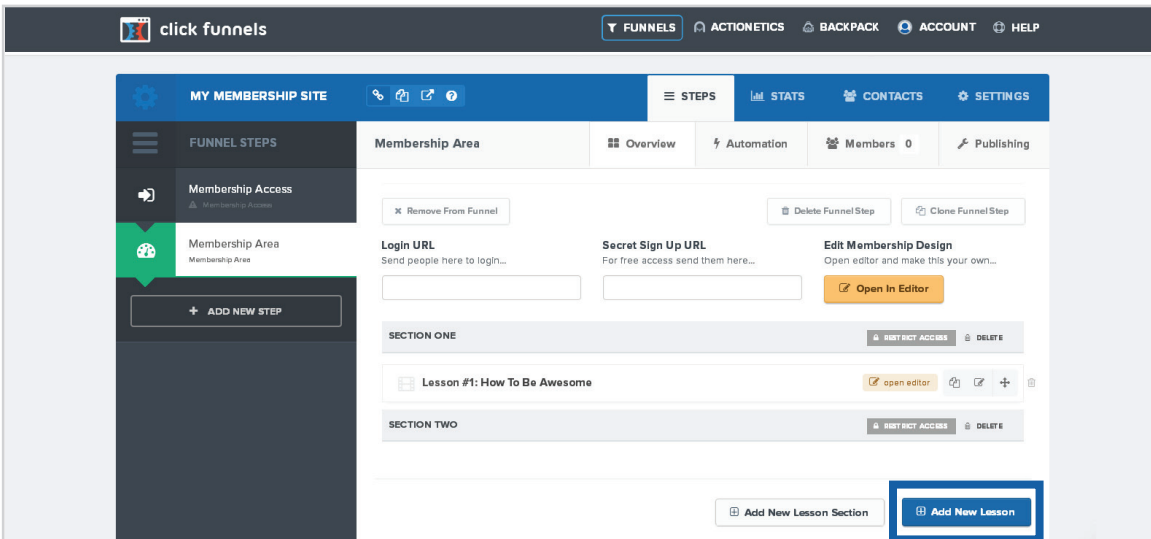 click funnels
FUNNELS ACTIONETICS BACKPACK ACCOUNT HELP
MY MEMBERSHIP SITE
STEPS STATS CONTACTS SETTINGS
FUNNEL STEPS
Membership Area
Overview Automation Members 0 Publishing
Membership Access
Membership Access
Membership Area
Membership Area
+ ADD NEW STEP
Remove From Funnel
Delete Funnel Step
Clone Funnel Step
Login URL
Send people here to login...
Secret Sign Up URL
For free access send them here...
Edit Membership Design
Open editor and make this your own...
Open In Editor
SECTION ONE
RESTRICT ACCESS DELETE
Lesson #1: How To Be Awesome
open editor
SECTION TWO
RESTRICT ACCESS DELETE
Add New Lesson Section
Add New Lesson